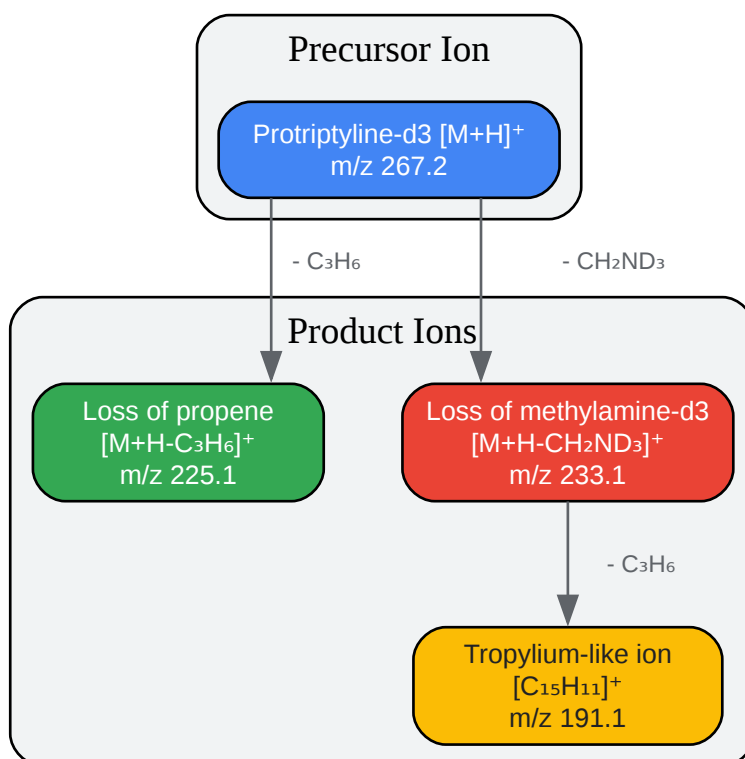 Precursor Ion
Protriptyline-d3 [M+H]⁺
m/z 267.2
- C₃H₆
- CH₂ND₃
Product Ions
Loss of propene
[M+H-C₃H₆]⁺
m/z 225.1
Loss of methylamine-d3
[M+H-CH₂ND₃]⁺
m/z 233.1
- C₃H₆
Tropylium-like ion
[C₁₅H₁₁]⁺
m/z 191.1